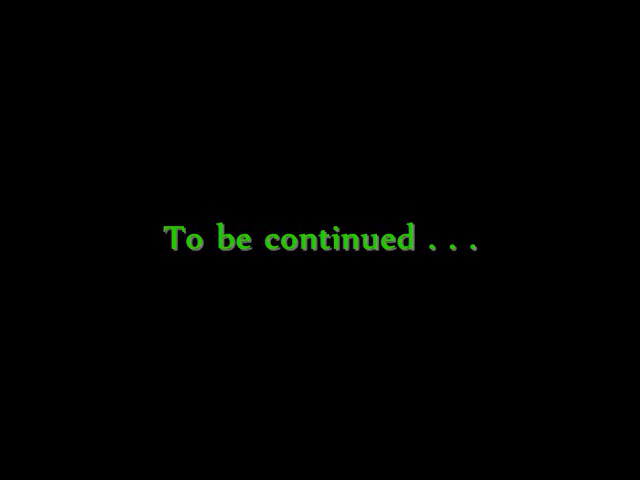 To be continued . . .